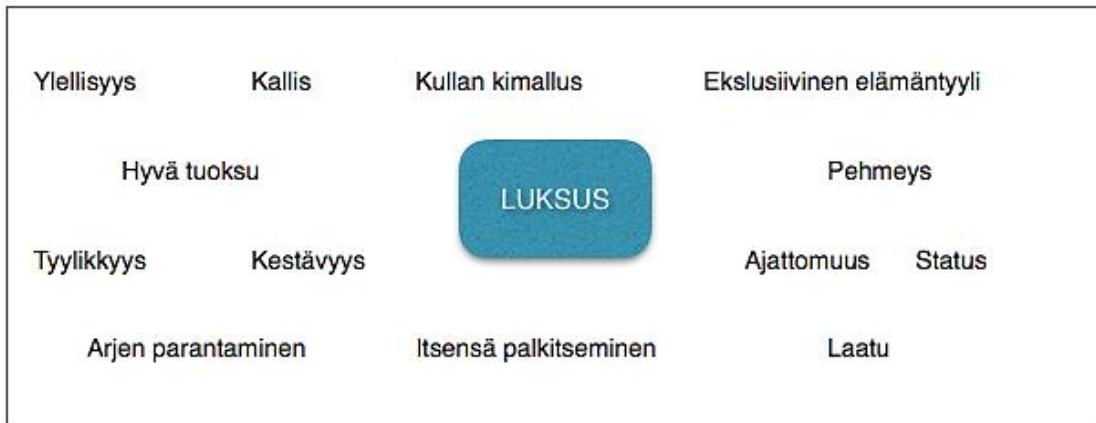 Ylellisyys Kallis Kullan kimallus Ekslusiivinen elämäntyyli
Hyvä tuoksu Pehmeys
LUKSUS
Tyylikkyys Kestävyys Ajattomuus Status
Arjen parantaminen Itsensä palkitseminen Laatu